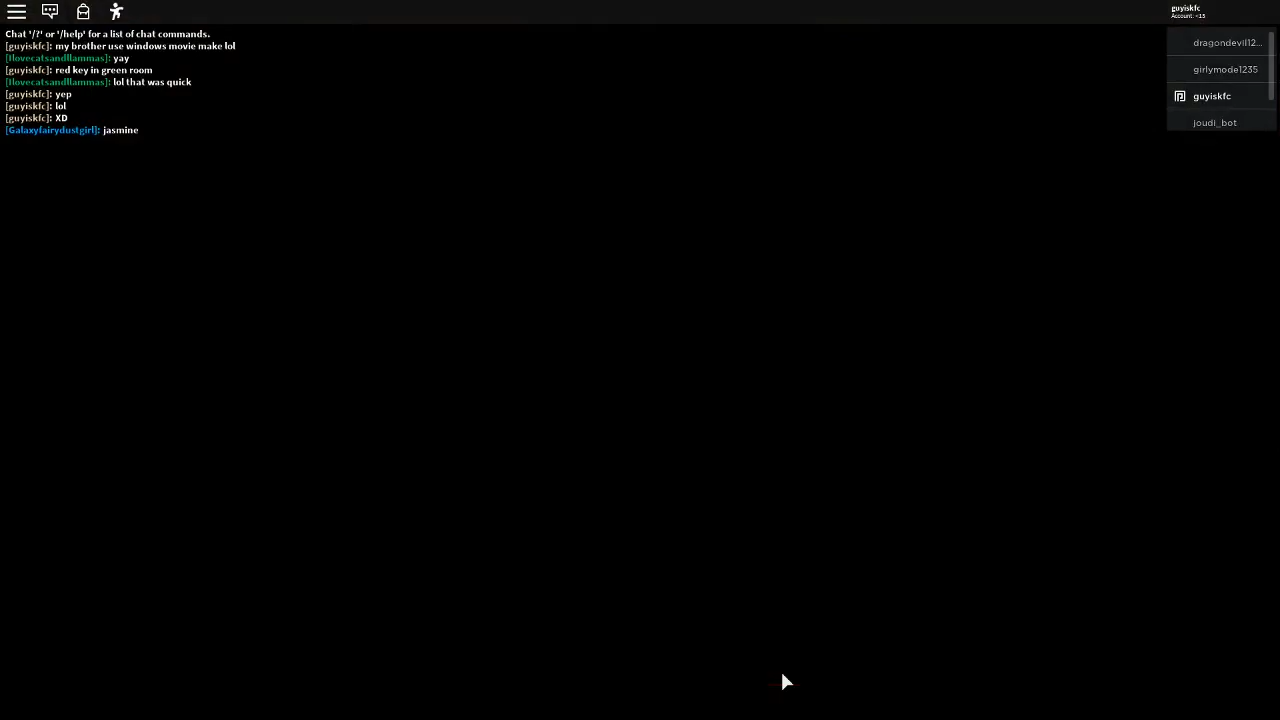 guyiskfc
Account: <13
Chat '/?' or '/help' for a list of chat commands.
[guyiskfc]: my brother use windows movie make lol
[Ilovecatsandllammas]: yay
[guyiskfc]: red key in green room
[Ilovecatsandllammas]: lol that was quick
[guyiskfc]: yep
[guyiskfc]: lol
[guyiskfc]: XD
[Galaxyfairydustgirl]: jasmine
dragondevil12...
girlymode1235
guyiskfc
joudi_bot